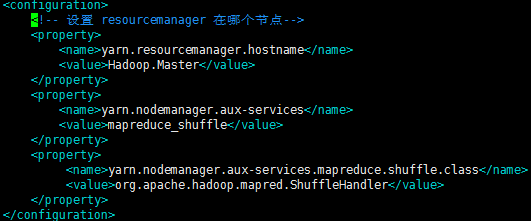 <configuration>
<!-- 设置 resourcemanager 在哪个节点-->
<property>
<name>yarn.resourcemanager.hostname</name>
<value>Hadoop.Master</value>
</property>
<property>
<name>yarn.nodemanager.aux-services</name>
<value>mapreduce_shuffle</value>
</property>
<property>
<name>yarn.nodemanager.aux-services.mapreduce.shuffle.class</name>
<value>org.apache.hadoop.mapred.ShuffleHandler</value>
</property>
</configuration>